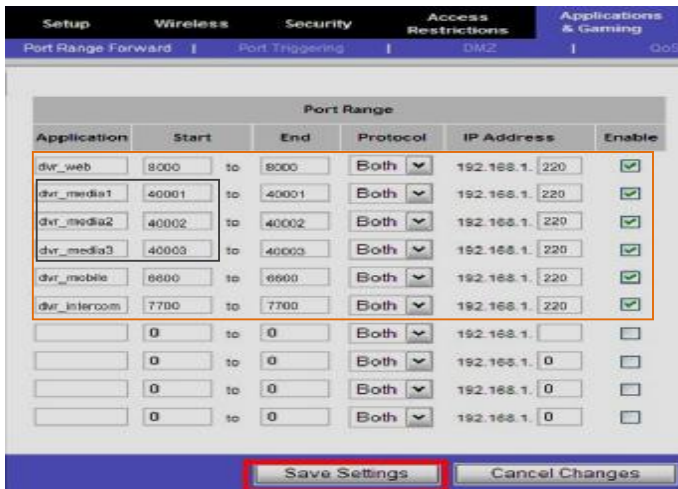 Setup Wireless Security Access Restrictions Applications & Gaming
Port Range Forward | Port Triggering | DMZ | QoS
Port Range
Application Start End Protocol IP Address Enable
dvr_web 8000 to 8000 Both 192.168.1. 220
dvr_media1 40001 to 40001 Both 192.168.1. 220
dvr_media2 40002 to 40002 Both 192.168.1. 220
dvr_media3 40003 to 40003 Both 192.168.1. 220
dvr_mobile 6600 to 6600 Both 192.168.1. 220
dvr_intercom 7700 to 7700 Both 192.168.1. 220
0 to 0 Both 192.168.1.
0 to 0 Both 192.168.1. 0
0 to 0 Both 192.168.1. 0
0 to 0 Both 192.168.1. 0
Save Settings Cancel Changes